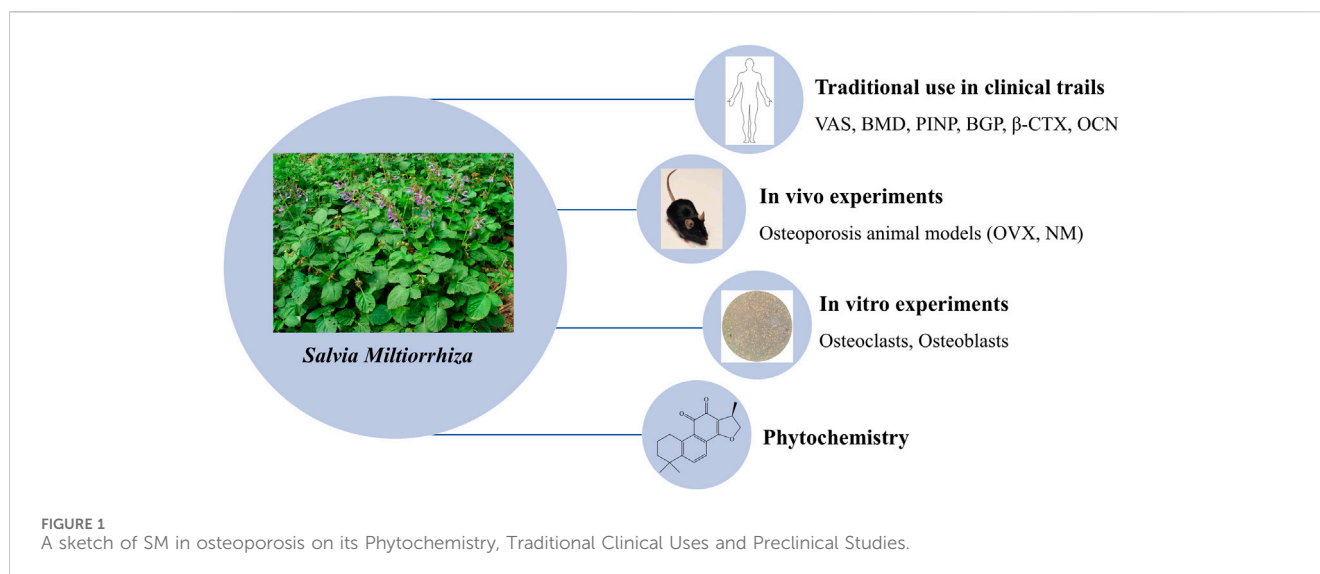 Traditional use in clinical trails
VAS, BMD, PINP, BGP, β-CTX, OCN
In vivo experiments
Osteoporosis animal models (OVX, NM)
In vitro experiments
Osteoclasts, Osteoblasts
Salvia Miltiorrhiza
O
O
O
Phytochemistry
FIGURE 1
A sketch of SM in osteoporosis on its Phytochemistry, Traditional Clinical Uses and Preclinical Studies.